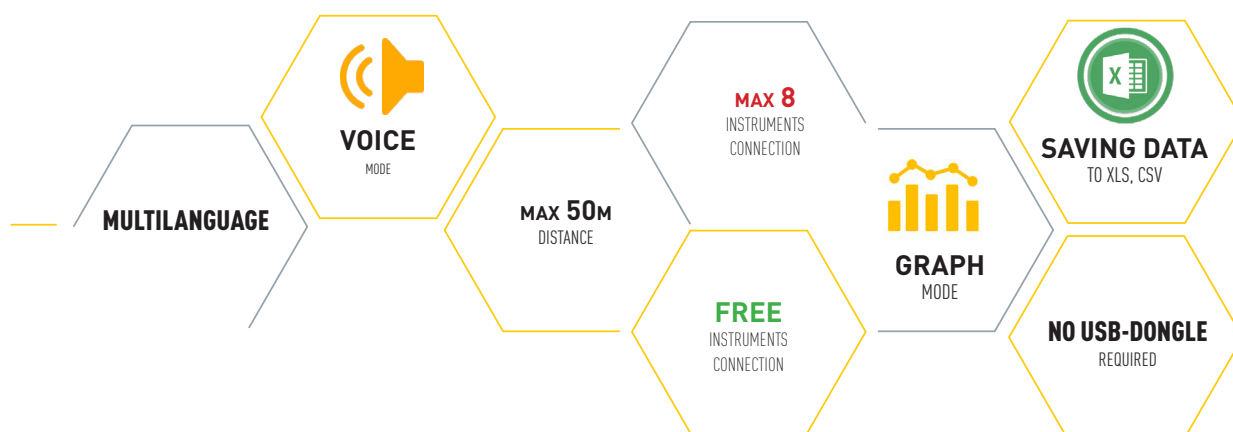 MULTILANGUAGE
VOICE
MODE
MAX 50M
DISTANCE
MAX 8
INSTRUMENTS
CONNECTION
FREE
INSTRUMENTS
CONNECTION
GRAPH
MODE
X
SAVING DATA
TO XLS, CSV
NO USB-DONGLE
REQUIRED